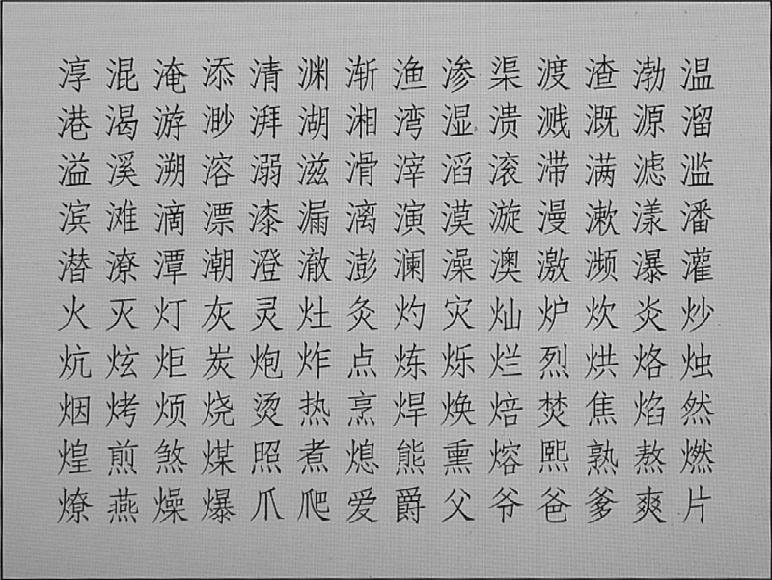 淳混淹添清渊渐渔渗渠渡渣渤温
港渴游渺湃湖湘湾湿溃溅溉源溜
溢溪溯溶溺滋滑滓滔滚滞满滤滥
滨滩滴漂漆漏漓演漠漩漫漱漾潘
潜潦潭潮澄澈澎澜澡澳激濒瀑灌
火灭灯灰灵灶灸灼灾灿炉炊炎炒
炕炫炬炭炮炸点炼烁烂烈烘烙烛
烟烤烦烧烫热烹焊焕焙焚焦焰然
煌煎煞煤照煮熄熊熏熔熙熟熬燃
燎燕燥爆爪爬爱爵父爷爸爹爽片